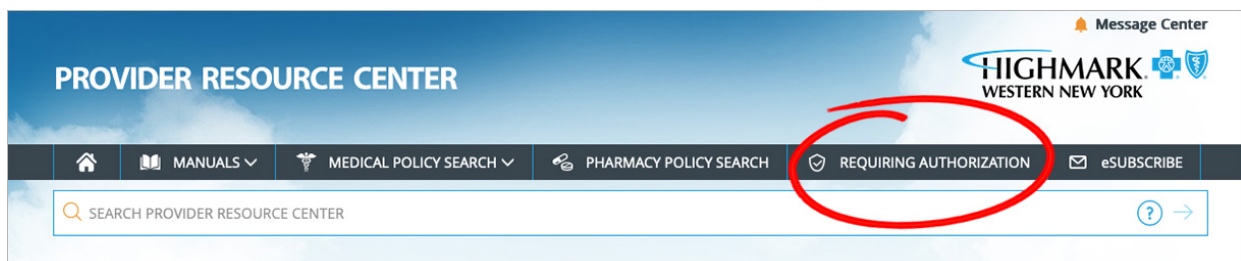 Message Center
PROVIDER RESOURCE CENTER
HIGHMARK.
WESTERN NEW YORK
MANUALS MEDICAL POLICY SEARCH PHARMACY POLICY SEARCH REQUIRING AUTHORIZATION eSUBSCRIBE
SEARCH PROVIDER RESOURCE CENTER ?